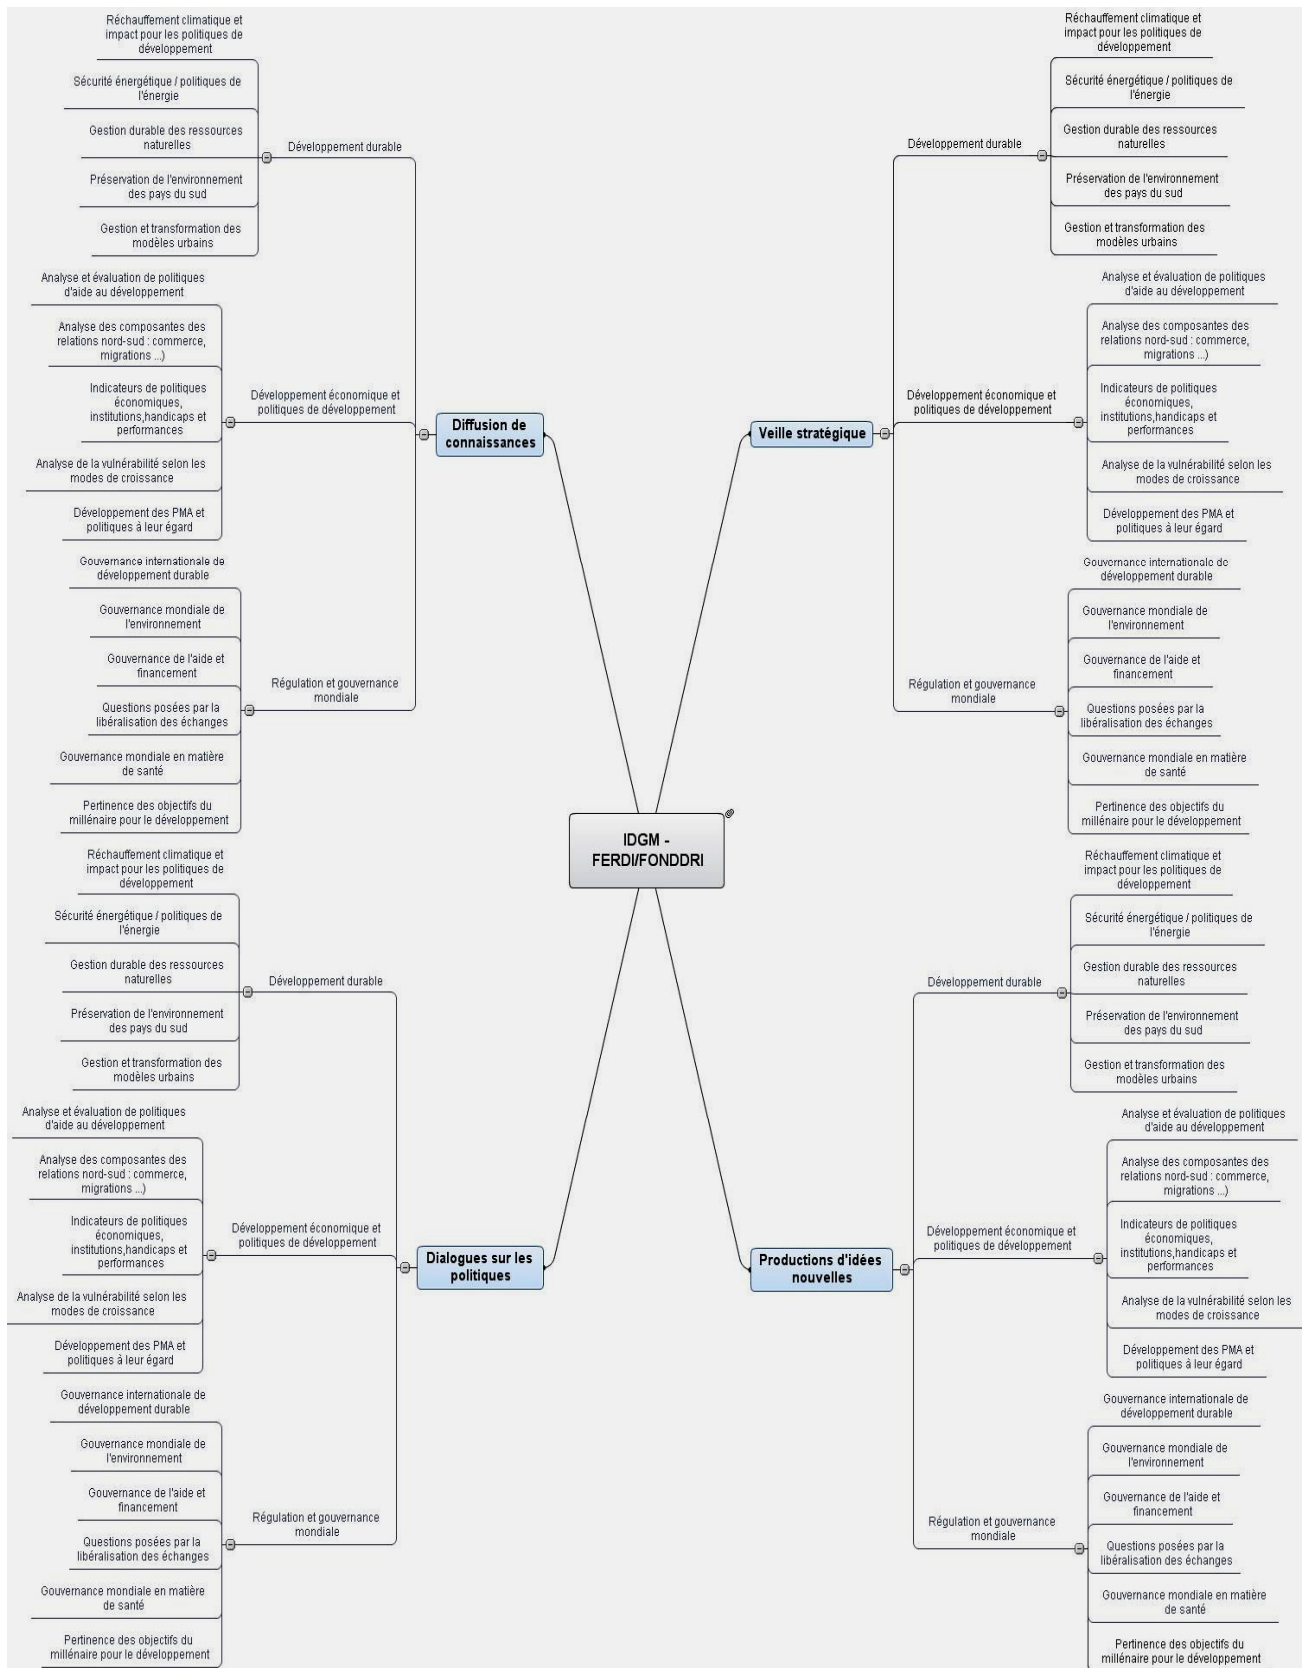 Réchauffement climatique et
impact pour les politiques de
développement
Sécurité énergétique / politiques de
l'énergie
Gestion durable des ressources
naturelles
Préservation de l'environnement
des pays du sud
Gestion et transformation des
modèles urbains
Développement durable
Analyse et évaluation de politiques
d'aide au développement
Analyse des composantes des
relations nord-sud : commerce,
migrations ...)
Indicateurs de politiques
économiques,
institutions,handicaps et
performances
Analyse de la vulnérabilité selon les
modes de croissance
Développement des PMA et
politiques à leur égard
Développement économique et
politiques de développement
Gouvernance internationale de
développement durable
Gouvernance mondiale de
l'environnement
Gouvernance de l'aide et
financement
Questions posées par la
libéralisation des échanges
Gouvernance mondiale en matière
de santé
Pertinence des objectifs du
millénaire pour le développement
Régulation et gouvernance
mondiale
Diffusion de
connaissances
Réchauffement climatique et
impact pour les politiques de
développement
Sécurité énergétique / politiques de
l'énergie
Gestion durable des ressources
naturelles
Préservation de l'environnement
des pays du sud
Gestion et transformation des
modèles urbains
Développement durable
Analyse et évaluation de politiques
d'aide au développement
Analyse des composantes des
relations nord-sud : commerce,
migrations ...)
Indicateurs de politiques
économiques,
institutions,handicaps et
performances
Analyse de la vulnérabilité selon les
modes de croissance
Développement des PMA et
politiques à leur égard
Développement économique et
politiques de développement
Gouvernance internationale de
développement durable
Gouvernance mondiale de
l'environnement
Gouvernance de l'aide et
financement
Questions posées par la
libéralisation des échanges
Gouvernance mondiale en matière
de santé
Pertinence des objectifs du
millénaire pour le développement
Régulation et gouvernance
mondiale
Veille stratégique
IDGM -
FERDI/FONDDRI
Réchauffement climatique et
impact pour les politiques de
développement
Sécurité énergétique / politiques de
l'énergie
Gestion durable des ressources
naturelles
Préservation de l'environnement
des pays du sud
Gestion et transformation des
modèles urbains
Développement durable
Analyse et évaluation de politiques
d'aide au développement
Analyse des composantes des
relations nord-sud : commerce,
migrations ...)
Indicateurs de politiques
économiques,
institutions,handicaps et
performances
Analyse de la vulnérabilité selon les
modes de croissance
Développement des PMA et
politiques à leur égard
Développement économique et
politiques de développement
Gouvernance internationale de
développement durable
Gouvernance mondiale de
l'environnement
Gouvernance de l'aide et
financement
Questions posées par la
libéralisation des échanges
Gouvernance mondiale en matière
de santé
Pertinence des objectifs du
millénaire pour le développement
Régulation et gouvernance
mondiale
Dialogues sur les
politiques
Réchauffement climatique et
impact pour les politiques de
développement
Sécurité énergétique / politiques de
l'énergie
Gestion durable des ressources
naturelles
Préservation de l'environnement
des pays du sud
Gestion et transformation des
modèles urbains
Développement durable
Analyse et évaluation de politiques
d'aide au développement
Analyse des composantes des
relations nord-sud : commerce,
migrations ...)
Indicateurs de politiques
économiques,
institutions,handicaps et
performances
Analyse de la vulnérabilité selon les
modes de croissance
Développement des PMA et
politiques à leur égard
Développement économique et
politiques de développement
Gouvernance internationale de
développement durable
Gouvernance mondiale de
l'environnement
Gouvernance de l'aide et
financement
Questions posées par la
libéralisation des échanges
Gouvernance mondiale en matière
de santé
Pertinence des objectifs du
millénaire pour le développement
Régulation et gouvernance
mondiale
Productions d'idées
nouvelles